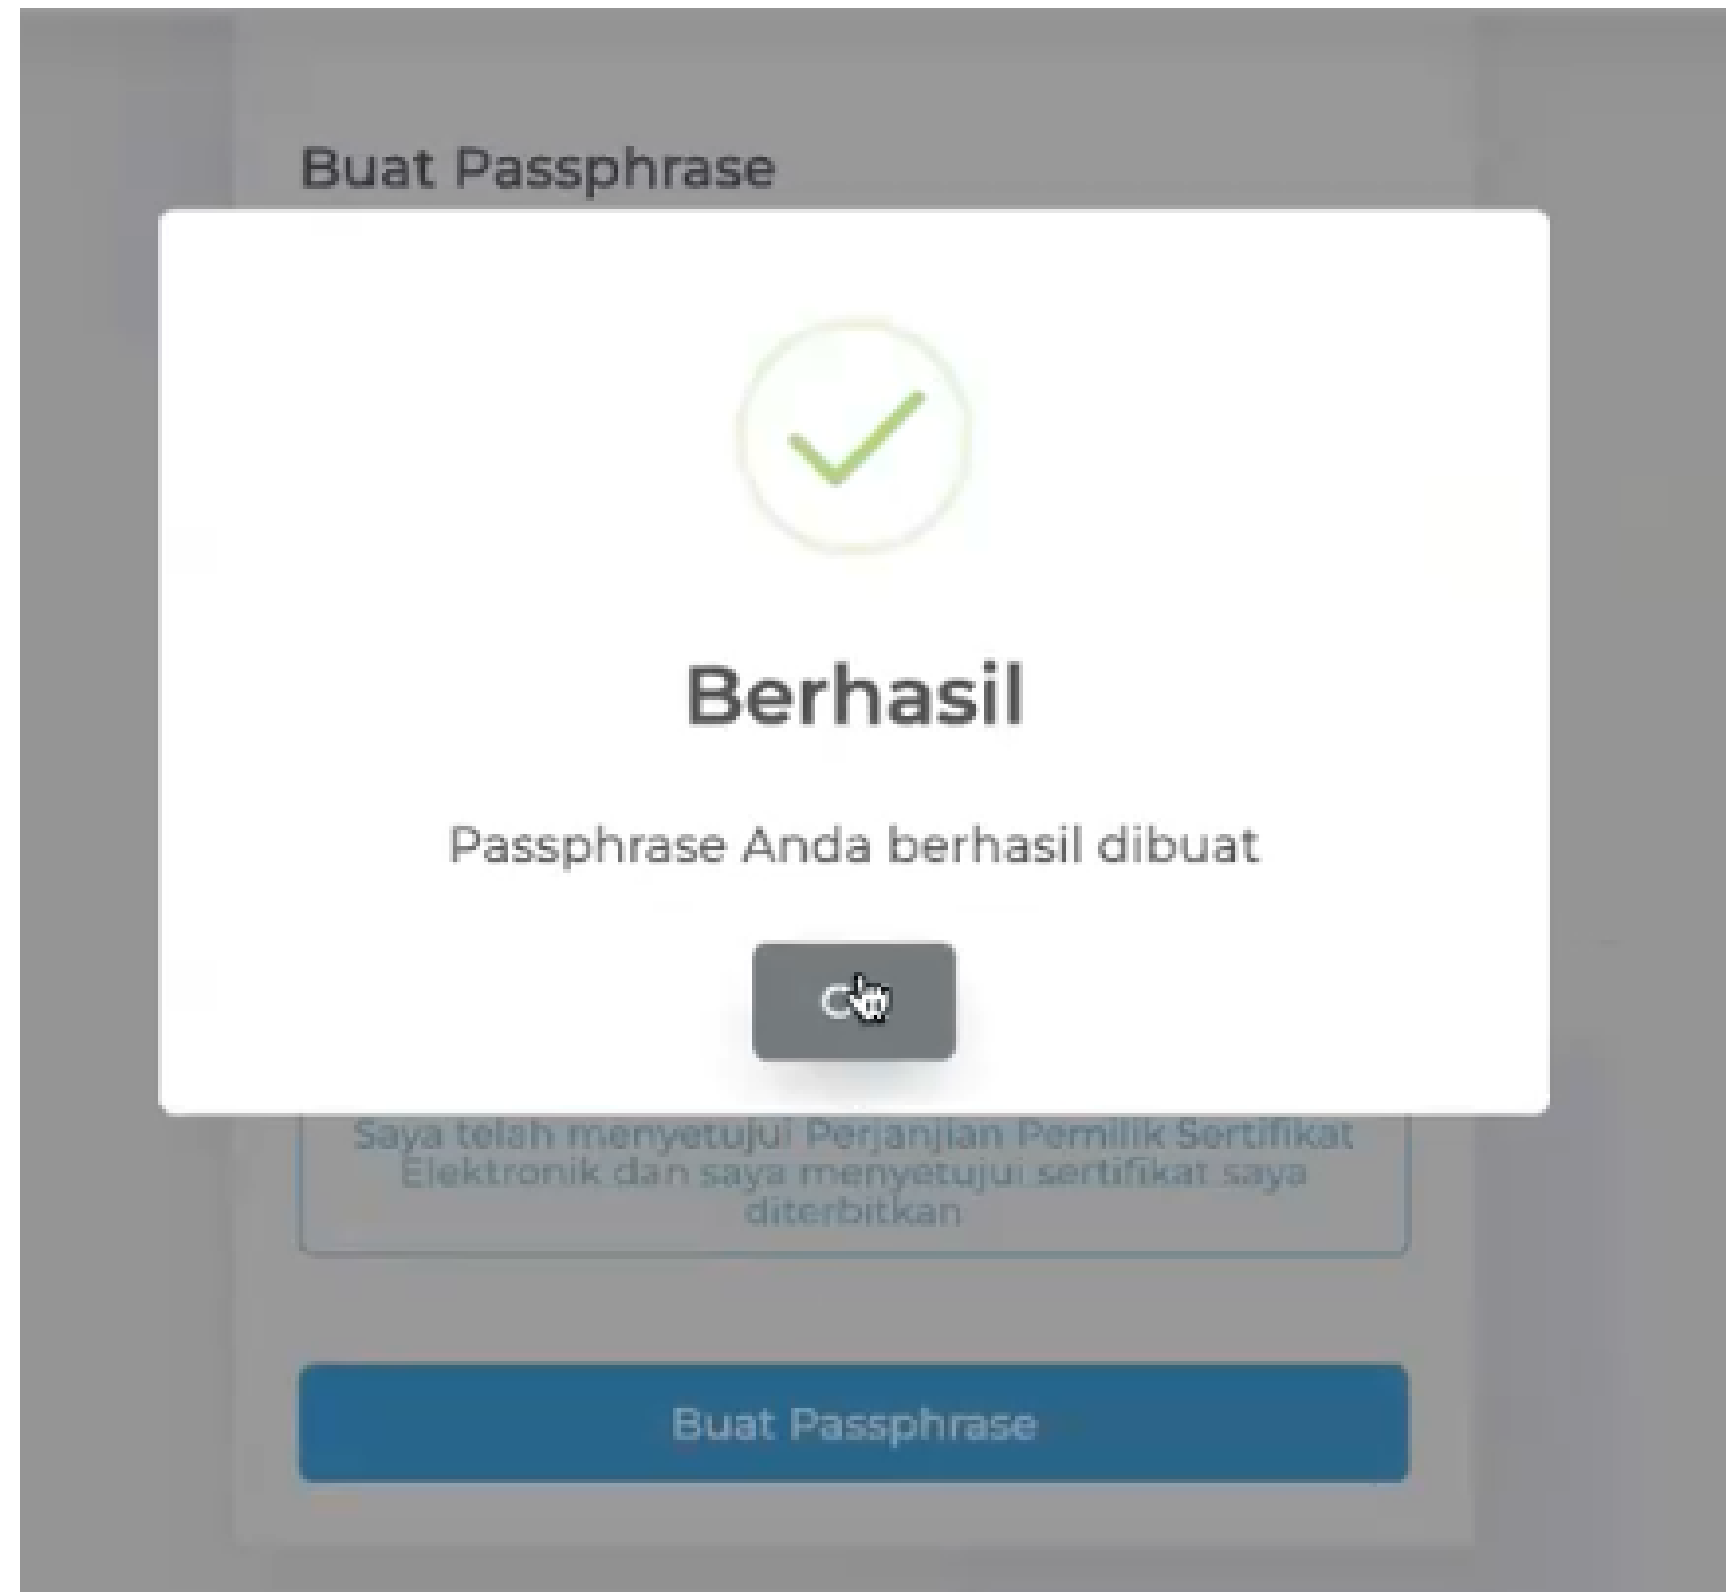 Buat Passphrase
Berhasil
Passphrase Anda berhasil dibuat
Saya telah menyetujui Perjanjian Pemilik Sertifikat
Elektronik dan saya menyetujui sertifikat saya
diterbitkan
Buat Passphrase